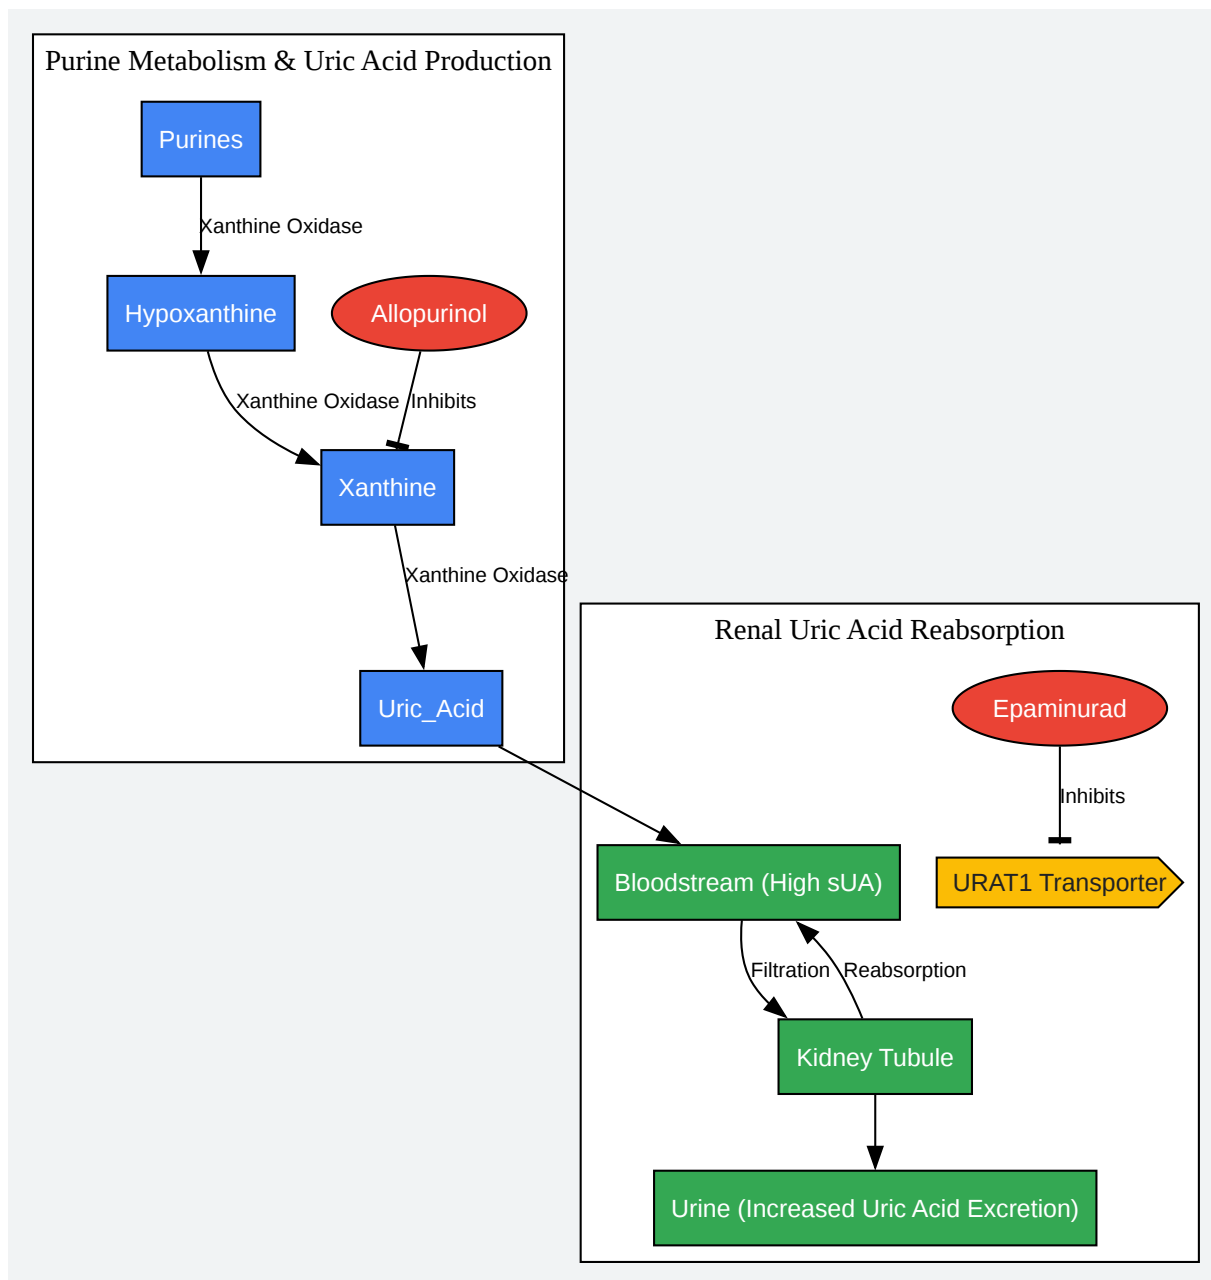 Purine Metabolism & Uric Acid Production
Purines
Xanthine Oxidase
Hypoxanthine
Allopurinol
Xanthine Oxidase
Inhibits
Xanthine
Xanthine Oxidase
Uric_Acid
Renal Uric Acid Reabsorption
Epaminurad
Inhibits
Bloodstream (High sUA)
URAT1 Transporter
Filtration
Reabsorption
Kidney Tubule
Urine (Increased Uric Acid Excretion)